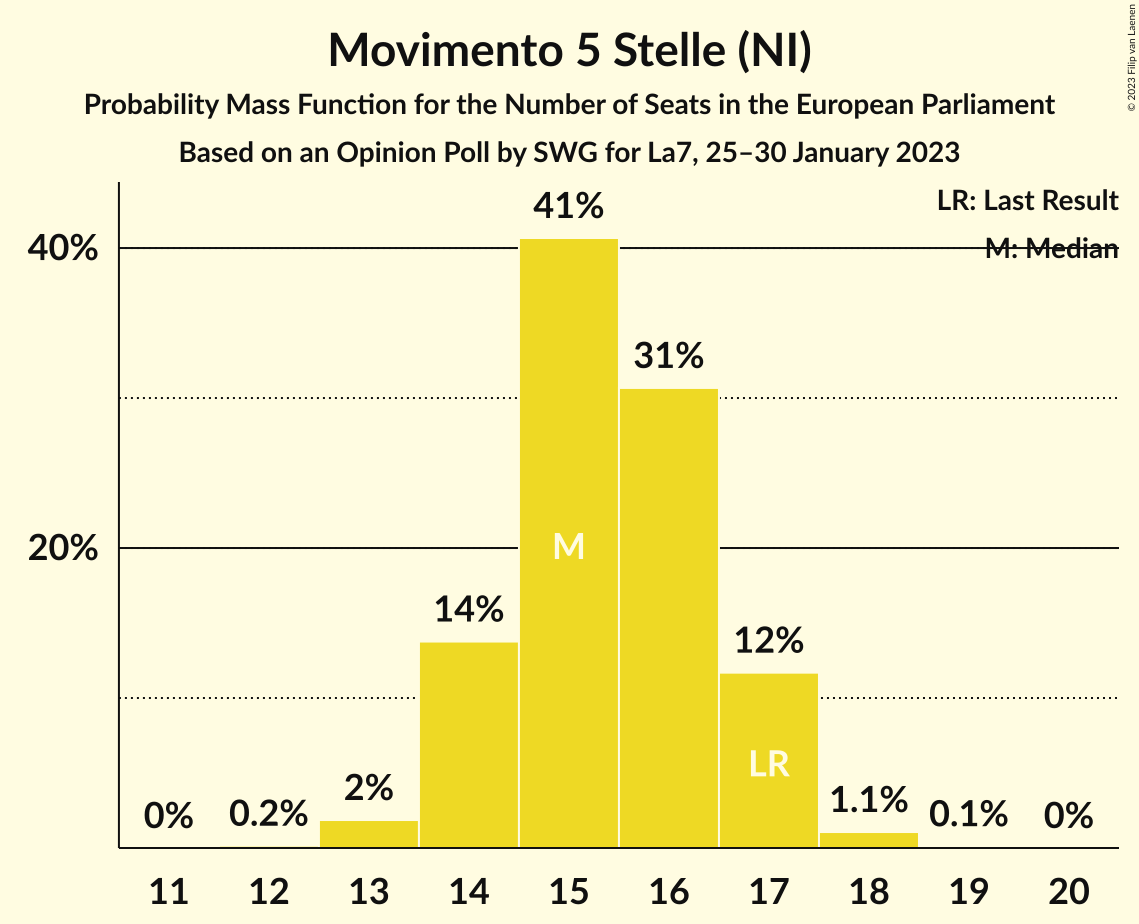 Movimento 5 Stelle (NI)
Probability Mass Function for the Number of Seats in the European Parliament
Based on an Opinion Poll by SWG for La7, 25–30 January 2023
© 2023 Filip van Laenen
LR: Last Result
M: Median
40%
20%
0%
0.2%
2%
14%
41%
31%
12%
1.1%
0.1%
0%
M
LR
11 12 13 14 15 16 17 18 19 20